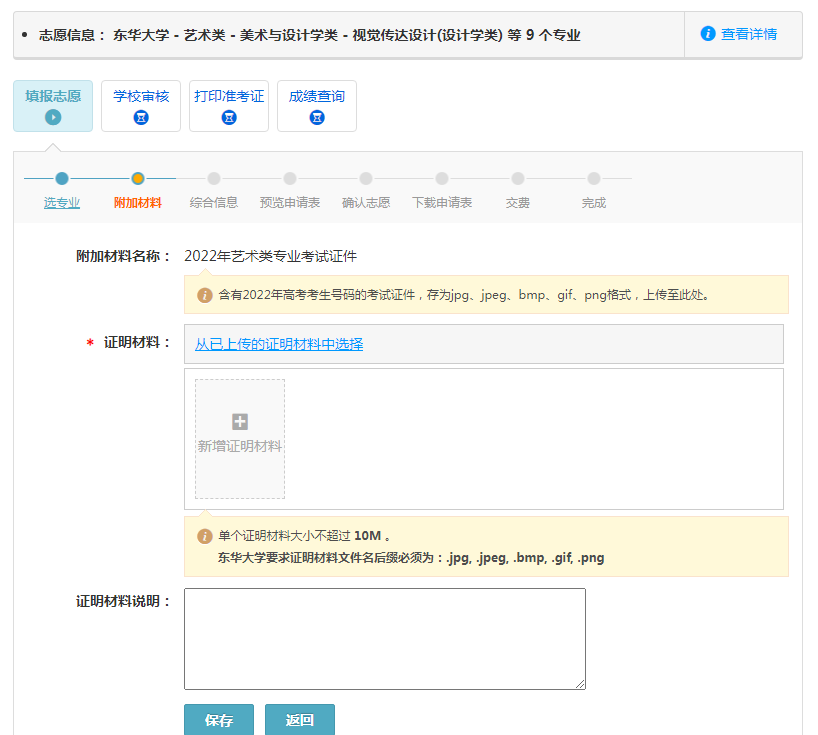 志愿信息： 东华大学 - 艺术类 - 美术与设计学类 - 视觉传达设计(设计学类) 等 9 个专业
查看详情
填报志愿 学校审核 打印准考证 成绩查询
选专业 附加材料 综合信息 预览申请表 确认志愿 下载申请表 交费 完成
附加材料名称： 2022年艺术类专业考试证件
含有2022年高考考生号码的考试证件，存为jpg、jpeg、bmp、gif、png格式，上传至此处。
* 证明材料： 从已上传的证明材料中选择
新增证明材料
单个证明材料大小不超过 10M 。
东华大学要求证明材料文件名后缀必须为：.jpg, .jpeg, .bmp, .gif, .png
证明材料说明：
保存 返回